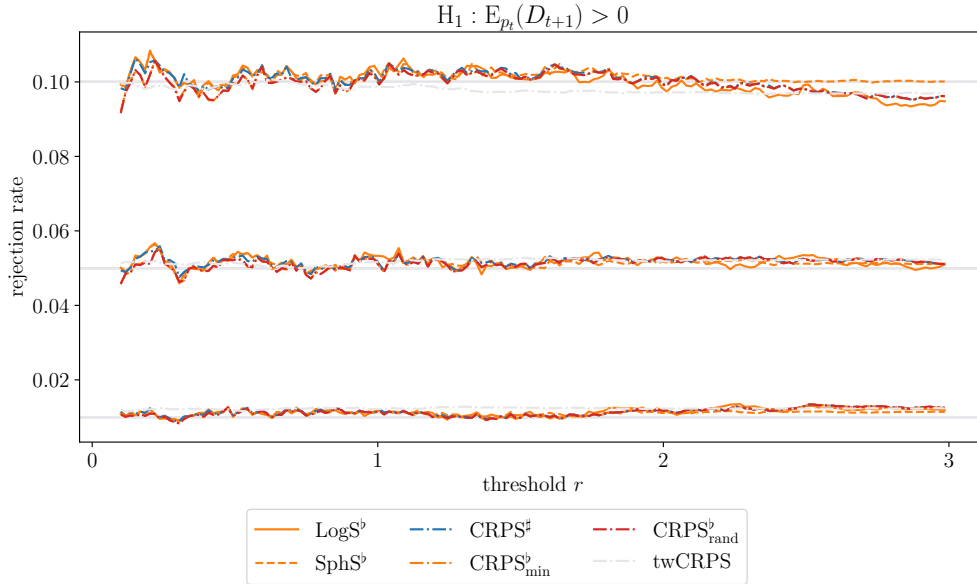 H₁ : E_{p_t}(D_{t+1}) > 0
0.10
0.08
0.06
0.04
0.02
rejection rate
0 1 2 3
threshold r
LogS♭ CRPS♯ CRPS♭_rand
SphS♭ CRPS♭_min twCRPS